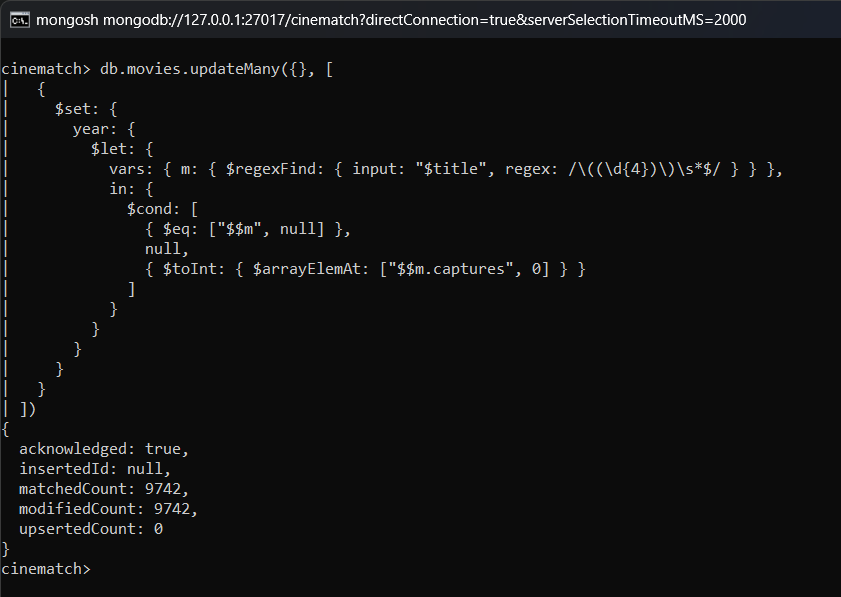 mongosh mongodb://127.0.0.1:27017/cinematch?directConnection=true&serverSelectionTimeoutMS=2000
cinematch> db.movies.updateMany({}, [
|   {
|     $set: {
|       year: {
|         $let: {
|           vars: { m: { $regexFind: { input: "$title", regex: /\((\d{4})\)\s*$/ } } },
|           in: {
|             $cond: [
|               { $eq: ["$$m", null] },
|               null,
|               { $toInt: { $arrayElemAt: ["$$m.captures", 0] } }
|             ]
|           }
|         }
|       }
|     }
|   }
| ])
{
  acknowledged: true,
  insertedId: null,
  matchedCount: 9742,
  modifiedCount: 9742,
  upsertedCount: 0
}
cinematch>